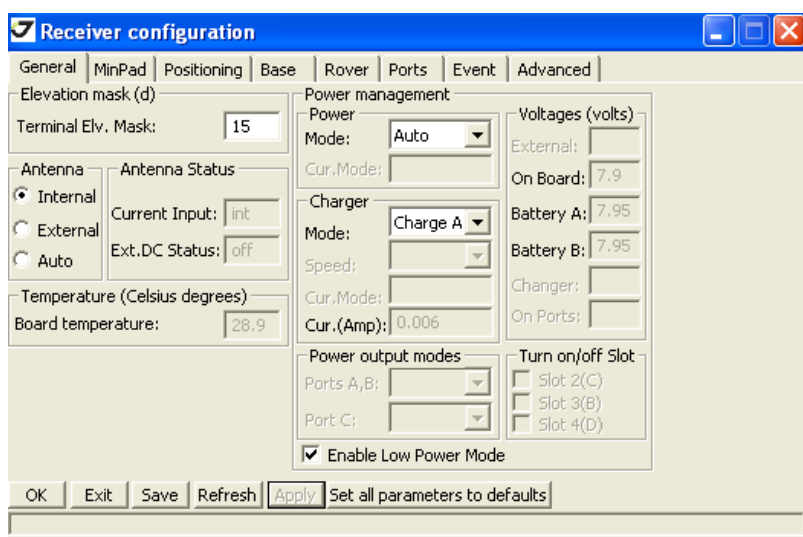 Receiver configuration
General MinPad Positioning Base Rover Ports Event Advanced
Elevation mask (d)
Terminal Elv. Mask: 15
Antenna
Internal
External
Auto
Antenna Status
Current Input: int
Ext.DC Status: off
Temperature (Celsius degrees)
Board temperature: 28.9
Power management
Power
Mode: Auto
Cur.Mode:
Charger
Mode: Charge A
Speed:
Cur.Mode:
Cur.(Amp): 0.006
Voltages (volts)
External:
On Board: 7.9
Battery A: 7.95
Battery B: 7.95
Changer:
On Ports:
Power output modes
Ports A,B:
Port C:
Turn on/off Slot
Slot 2(C)
Slot 3(B)
Slot 4(D)
Enable Low Power Mode
OK Exit Save Refresh Apply Set all parameters to defaults